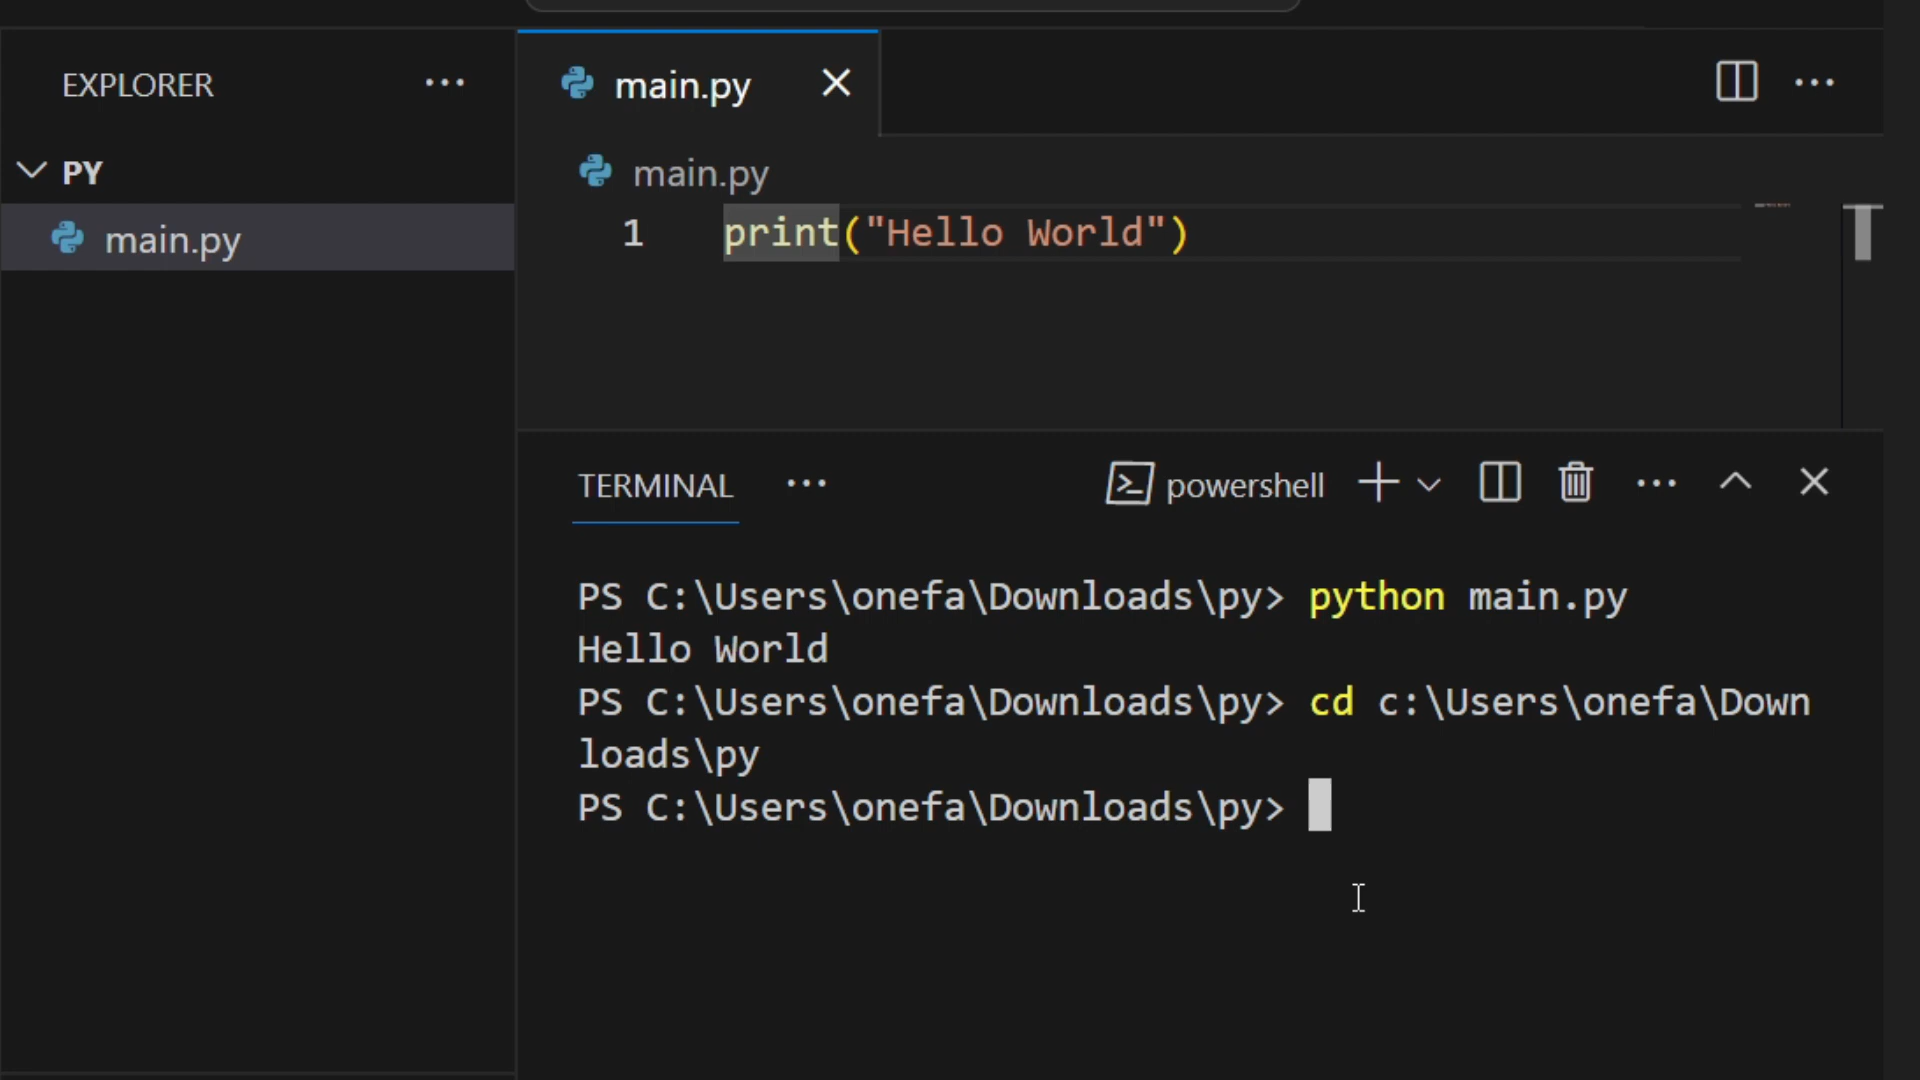 EXPLORER
PY
main.py
main.py
main.py
1 print("Hello World")
TERMINAL
powershell
PS C:\Users\onefa\Downloads\py> python main.py
Hello World
PS C:\Users\onefa\Downloads\py> cd c:\Users\onefa\Down
loads\py
PS C:\Users\onefa\Downloads\py>